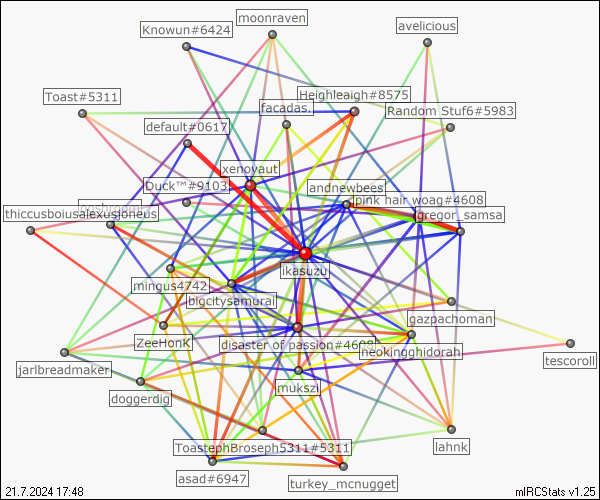 moonraven
Knowun#6424
avelicious
Heighleaigh#8575
Toast#5311
facadas.
Random Stuf6#5983
default#0617
xenoyaut
Duck™#9103
andnewbees
pink hair woag#4608
thiccusboiusalexusjoneus
gregor_samsa
ikasuzu
mingus4742
bigcitysamurai
gazpachoman
ZeeHonK
disaster of passion#4608
neokingghidorah
tescoroll
jarlbreadmaker
mukszi
doggerdig
ToastephBroseph5311#5311
lahnk
asad#6947
turkey_mcnugget
21.7.2024 17:48
mIRCStats v1.25